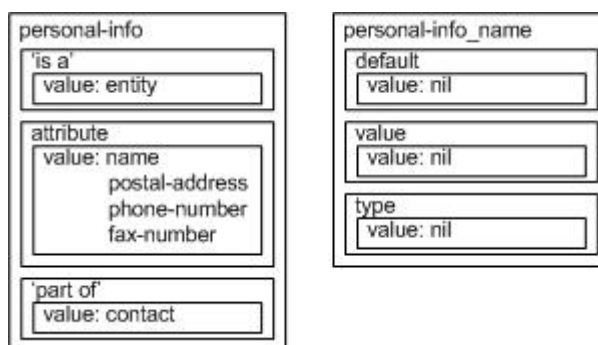 personal-info
'is a'
value: entity
attribute
value: name
postal-address
phone-number
fax-number
'part of'
value: contact
personal-info_name
default
value: nil
value
value: nil
type
value: nil